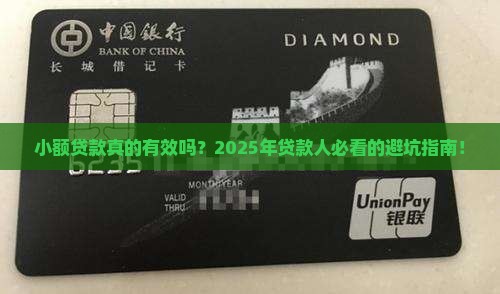 中国银行
BANK OF CHINA
DIAMOND
长城借记卡
小额贷款真的有效吗？2025年贷款人必看的避坑指南！
6235
MONTH/YEAR
VALID
THRU
UnionPay
银联